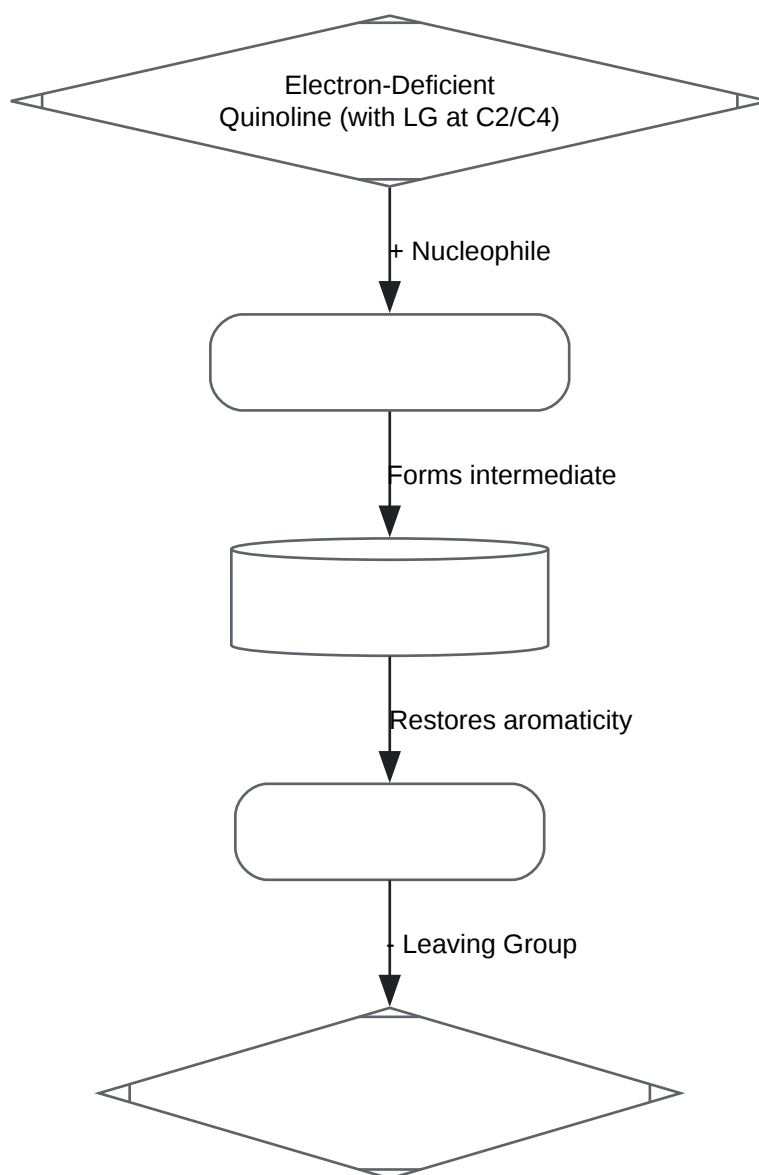 Electron-Deficient
Quinoline (with LG at C2/C4)
+ Nucleophile
Forms intermediate
Restores aromaticity
- Leaving Group